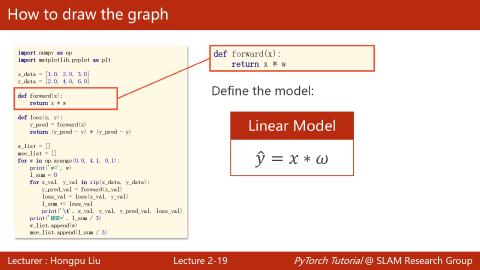 How to draw the graph
import numpy as np
import matplotlib.pyplot as plt
x_data = [1.0, 2.0, 3.0]
y_data = [2.0, 4.0, 6.0]
def forward(x):
    return x * w
def loss(x, y):
    y_pred = forward(x)
    return (y_pred - y) * (y_pred - y)
w_list = []
mse_list = []
for w in np.arange(0.0, 4.1, 0.1):
    print('w=', w)
    l_sum = 0
    for x_val, y_val in zip(x_data, y_data):
        y_pred_val = forward(x_val)
        loss_val = loss(x_val, y_val)
        l_sum += loss_val
        print('\t', x_val, y_val, y_pred_val, loss_val)
    print('MSE=', l_sum / 3)
    w_list.append(w)
    mse_list.append(l_sum / 3)
def forward(x):
    return x * w
Define the model:
Linear Model
ŷ = x ∗ ω
Lecturer : Hongpu Liu
Lecture 2-19
PyTorch Tutorial @ SLAM Research Group